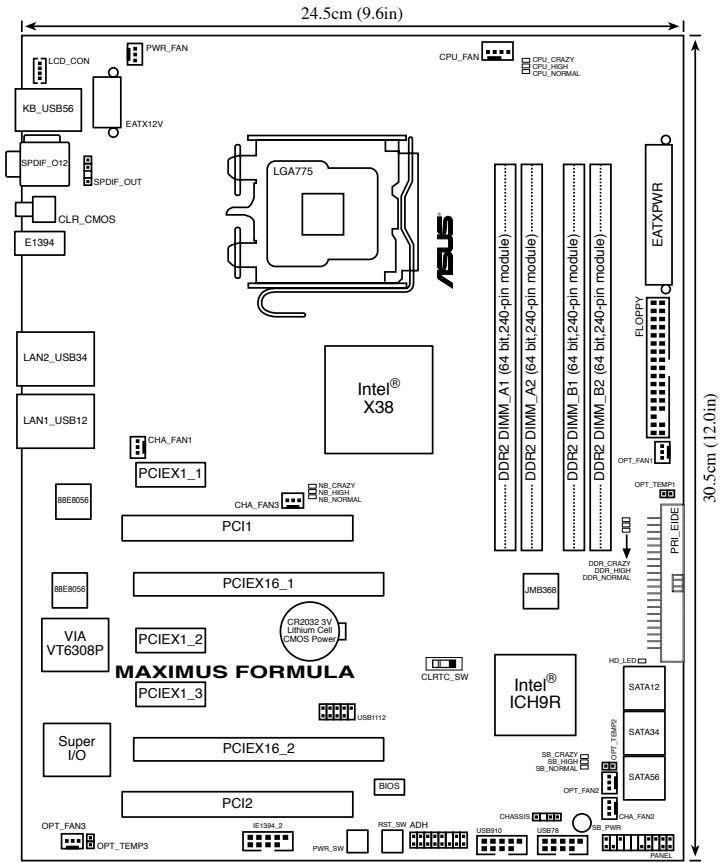 24.5cm (9.6in)
PWR_FAN
CPU_FAN
CPU_CRAZY
CPU_HIGH
CPU_NORMAL
LCD_CON
KB_USB56
EATX12V
SPDIF_O12
SPDIF_OUT
LGA775
CLR_CMOS
E1394
ASUS
DDR2 DIMM_A1 (64 bit,240-pin module)
DDR2 DIMM_A2 (64 bit,240-pin module)
DDR2 DIMM_B1 (64 bit,240-pin module)
DDR2 DIMM_B2 (64 bit,240-pin module)
EATXPWR
FLOPPY
30.5cm (12.0in)
LAN2_USB34
Intel®
X38
LAN1_USB12
CHA_FAN1
OPT_FAN1
PCIEX1_1
NB_CRAZY
NB_HIGH
NB_NORMAL
CHA_FAN3
OPT_TEMP1
88E8056
PCI1
PRI_EIDE
DDR_CRAZY
DDR_HIGH
DDR_NORMAL
88E8056
PCIEX16_1
JMB368
CR2032 3V
Lithium Cell
CMOS Power
VIA
VT6308P
PCIEX1_2
MAXIMUS FORMULA
CLRTC_SW
HD_LED
PCIEX1_3
Intel®
ICH9R
SATA12
USB1112
SATA34
Super
I/O
PCIEX16_2
SB_CRAZY
SB_HIGH
SB_NORMAL
OPT_TEMP2
SATA56
BIOS
OPT_FAN2
PCI2
CHASSIS
CHA_FAN2
OPT_FAN3
OPT_TEMP3
IE1394_2
PWR_SW
RST_SW
ADH
USB910
USB78
SB_PWR
PANEL